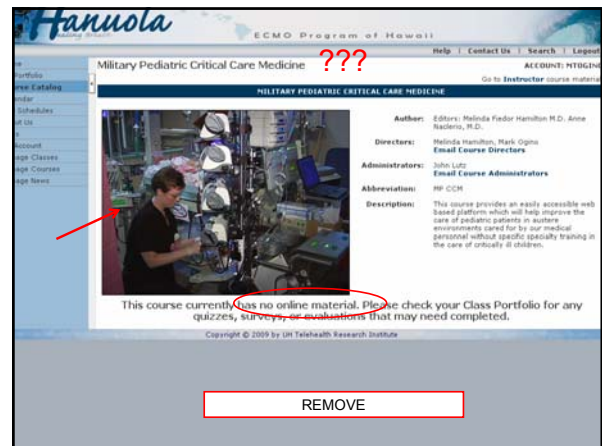 Hanuola
ECMO Program of Hawaii
Help | Contact Us | Search | Logout
Military Pediatric Critical Care Medicine
???
ACCOUNT: MTOGINO
Portfolio
Course Catalog
Go to Instructor course material
MILITARY PEDIATRIC CRITICAL CARE MEDICINE
Schedules
Account
age Classes
age Courses
age News
Author: Editors: Melinda Fiedor Hamilton M.D. Anne
Naclerio, M.D.
Directors: Melinda Hamilton, Mark Ogino
Email Course Directors
Administrators: John Lutz
Email Course Administrators
Abbreviation: MP CCM
Description: This course provides an easily accessible web
based platform which will help improve the
care of pediatric patients in austere
environments cared for by our medical
personnel without specific specialty training in
the care of critically ill children.
This course currently has no online material. Please check your Class Portfolio for any
quizzes, surveys, or evaluations that may need completed.
Copyright © 2009 by UH Telehealth Research Institute
REMOVE